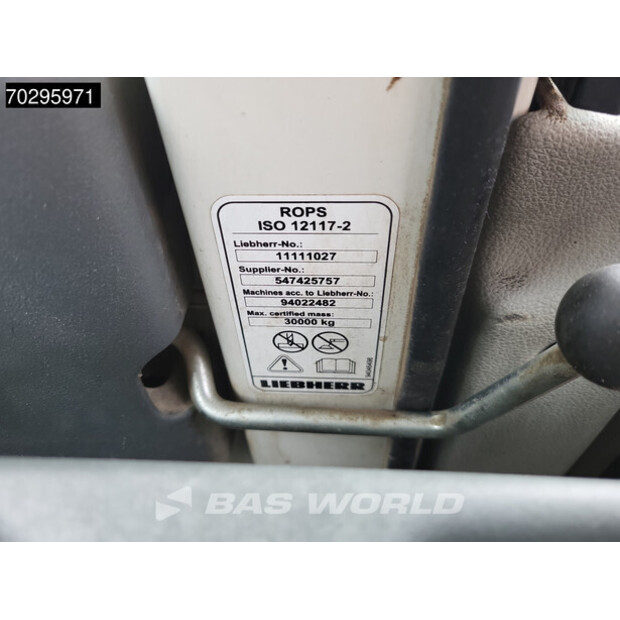 70295971
ROPS
ISO 12117-2
Liebherr-No.:
11111027
Supplier-No.:
547425757
Machines acc. to Liebherr-No.:
94022482
Max. certified mass:
30000 kg
LIEBHERR
BAS WORLD